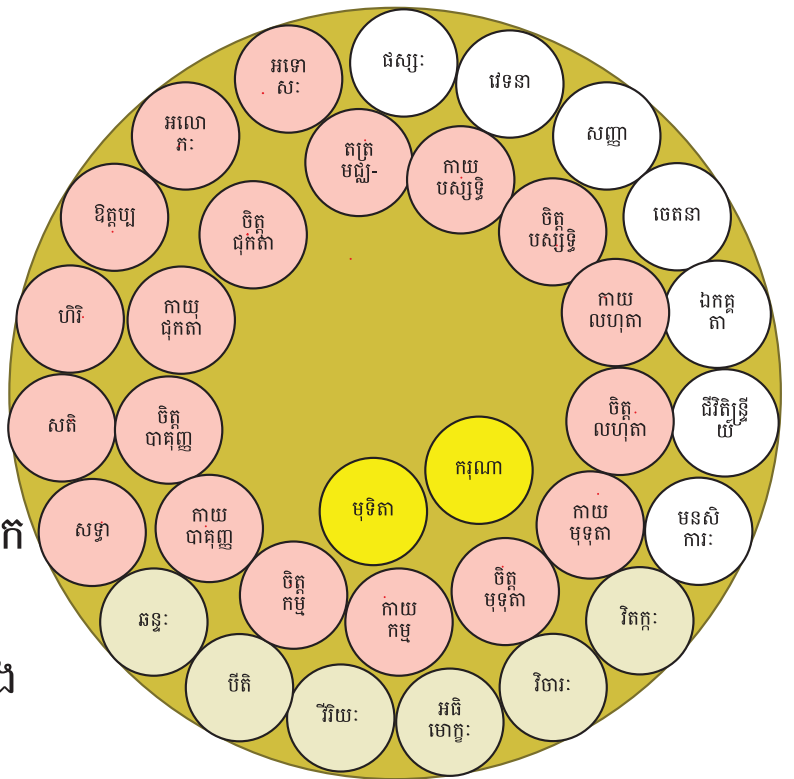 អទោ
សៈ
ផស្សៈ
វេទនា
សញ្ញា
ចេតនា
ឯកគ្គ
តា
ជីវិតិន្ទ្រី
យ៍
មនសិ
ការៈ
វិតក្កៈ
វិចារៈ
អធិ
មោក្ខៈ
វីរិយៈ
បីតិ
ឆន្ទៈ
សទ្ធា
សតិ
ហិរិ
ឱត្តប្ប
អលោ
ភៈ
តត្រ
មជ្ឈ-
កាយ
បស្សទ្ធិ
ចិត្ត
បស្សទ្ធិ
កាយ
លហុតា
ចិត្ត
លហុតា
កាយ
មុទុតា
ចិត្ត
មុទុតា
កាយ
កម្ម
ចិត្ត
កម្ម
កាយ
បាគុញ្ញ
ចិត្ត
បាគុញ្ញ
កាយុ
ជុកតា
ចិត្តុ
ជុកតា
ករុណា
មុទិតា
ក
ង